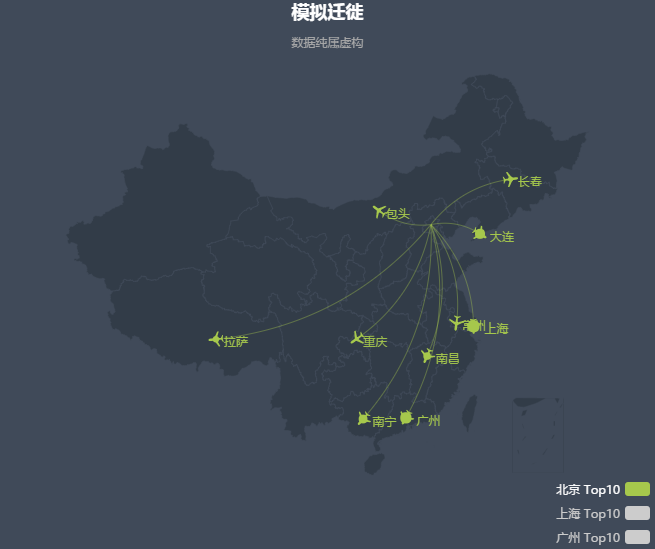 模拟迁徙
数据纯属虚构
长春
包头
大连
常州
上海
拉萨
重庆
南昌
南宁
广州
北京 Top10
上海 Top10
广州 Top10